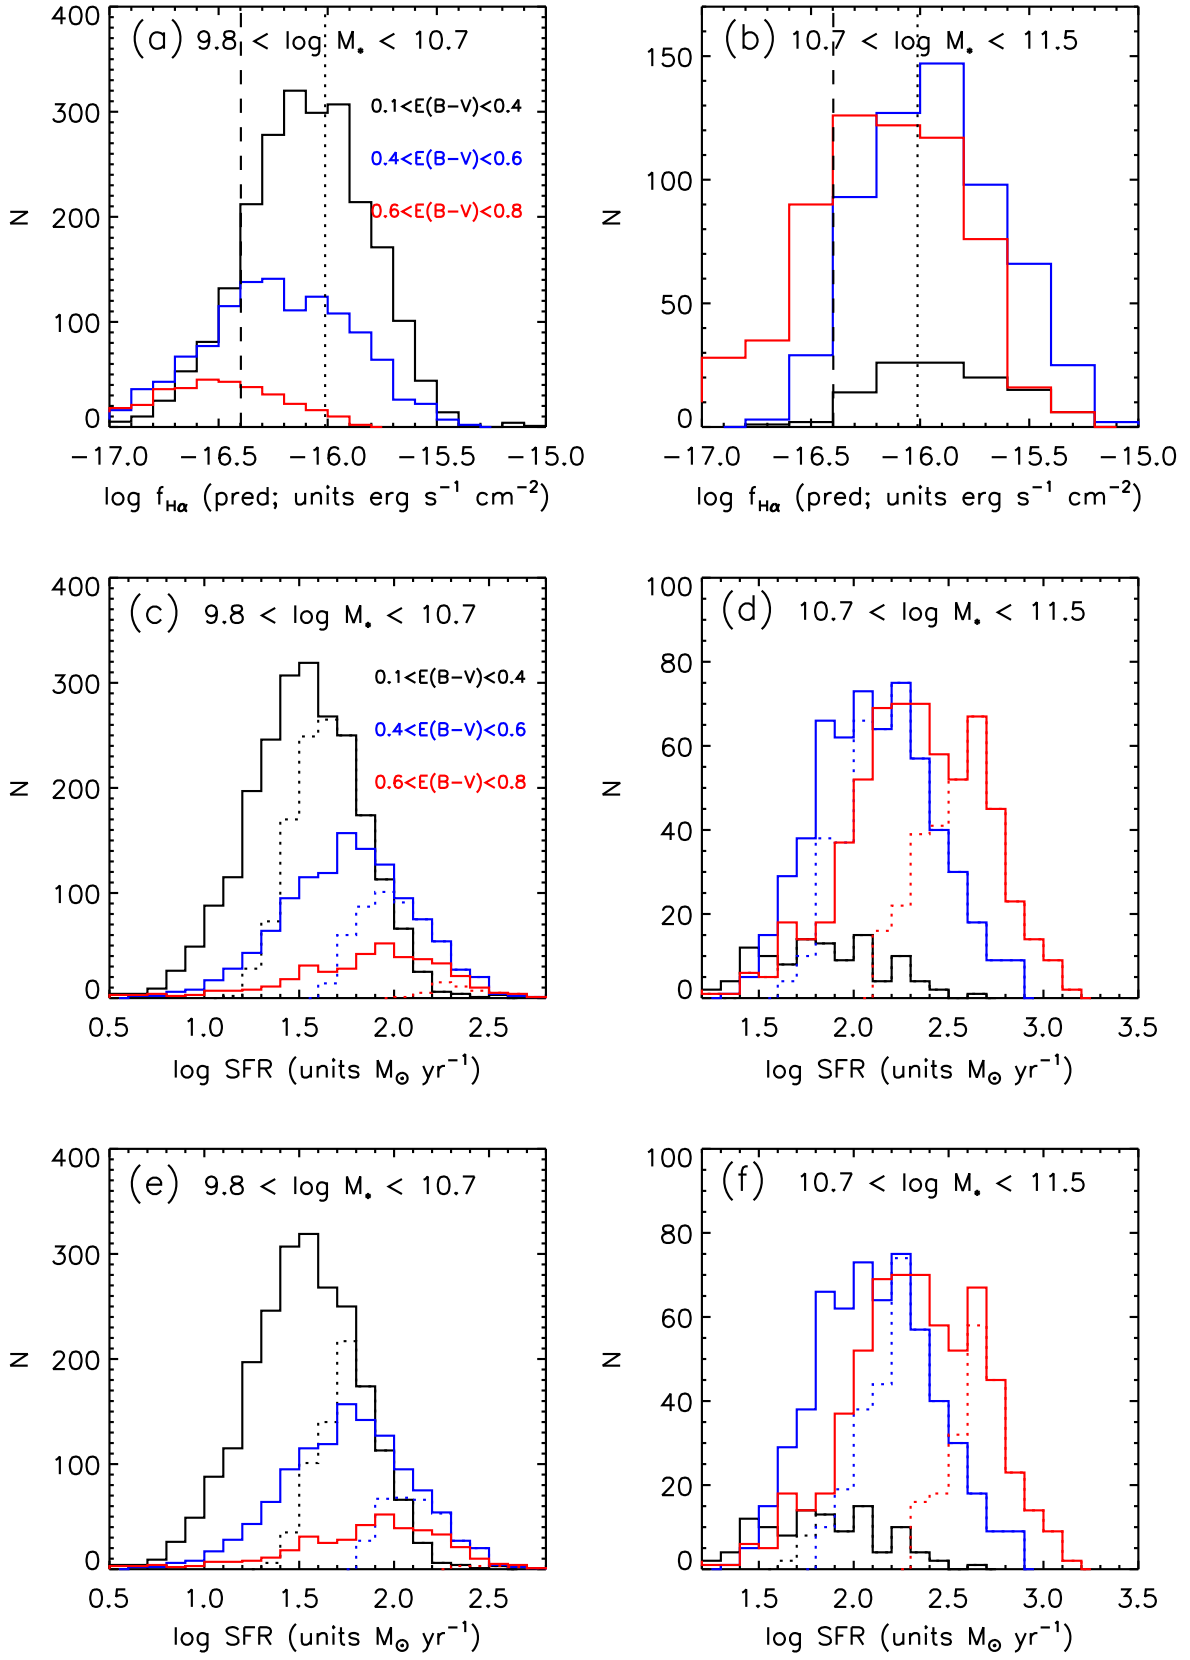 (a) 9.8 < log M* < 10.7
0.1<E(B−V)<0.4
0.4<E(B−V)<0.6
0.6<E(B−V)<0.8
400
300
200
100
0
N
−17.0 −16.5 −16.0 −15.5 −15.0
log fHα (pred; units erg s−1 cm−2)
(b) 10.7 < log M* < 11.5
150
100
50
0
N
−17.0 −16.5 −16.0 −15.5 −15.0
log fHα (pred; units erg s−1 cm−2)
(c) 9.8 < log M* < 10.7
0.1<E(B−V)<0.4
0.4<E(B−V)<0.6
0.6<E(B−V)<0.8
400
300
200
100
0
N
0.5 1.0 1.5 2.0 2.5
log SFR (units M⊙ yr−1)
(d) 10.7 < log M* < 11.5
100
80
60
40
20
0
N
1.5 2.0 2.5 3.0 3.5
log SFR (units M⊙ yr−1)
(e) 9.8 < log M* < 10.7
400
300
200
100
0
N
0.5 1.0 1.5 2.0 2.5
log SFR (units M⊙ yr−1)
(f) 10.7 < log M* < 11.5
100
80
60
40
20
0
N
1.5 2.0 2.5 3.0 3.5
log SFR (units M⊙ yr−1)